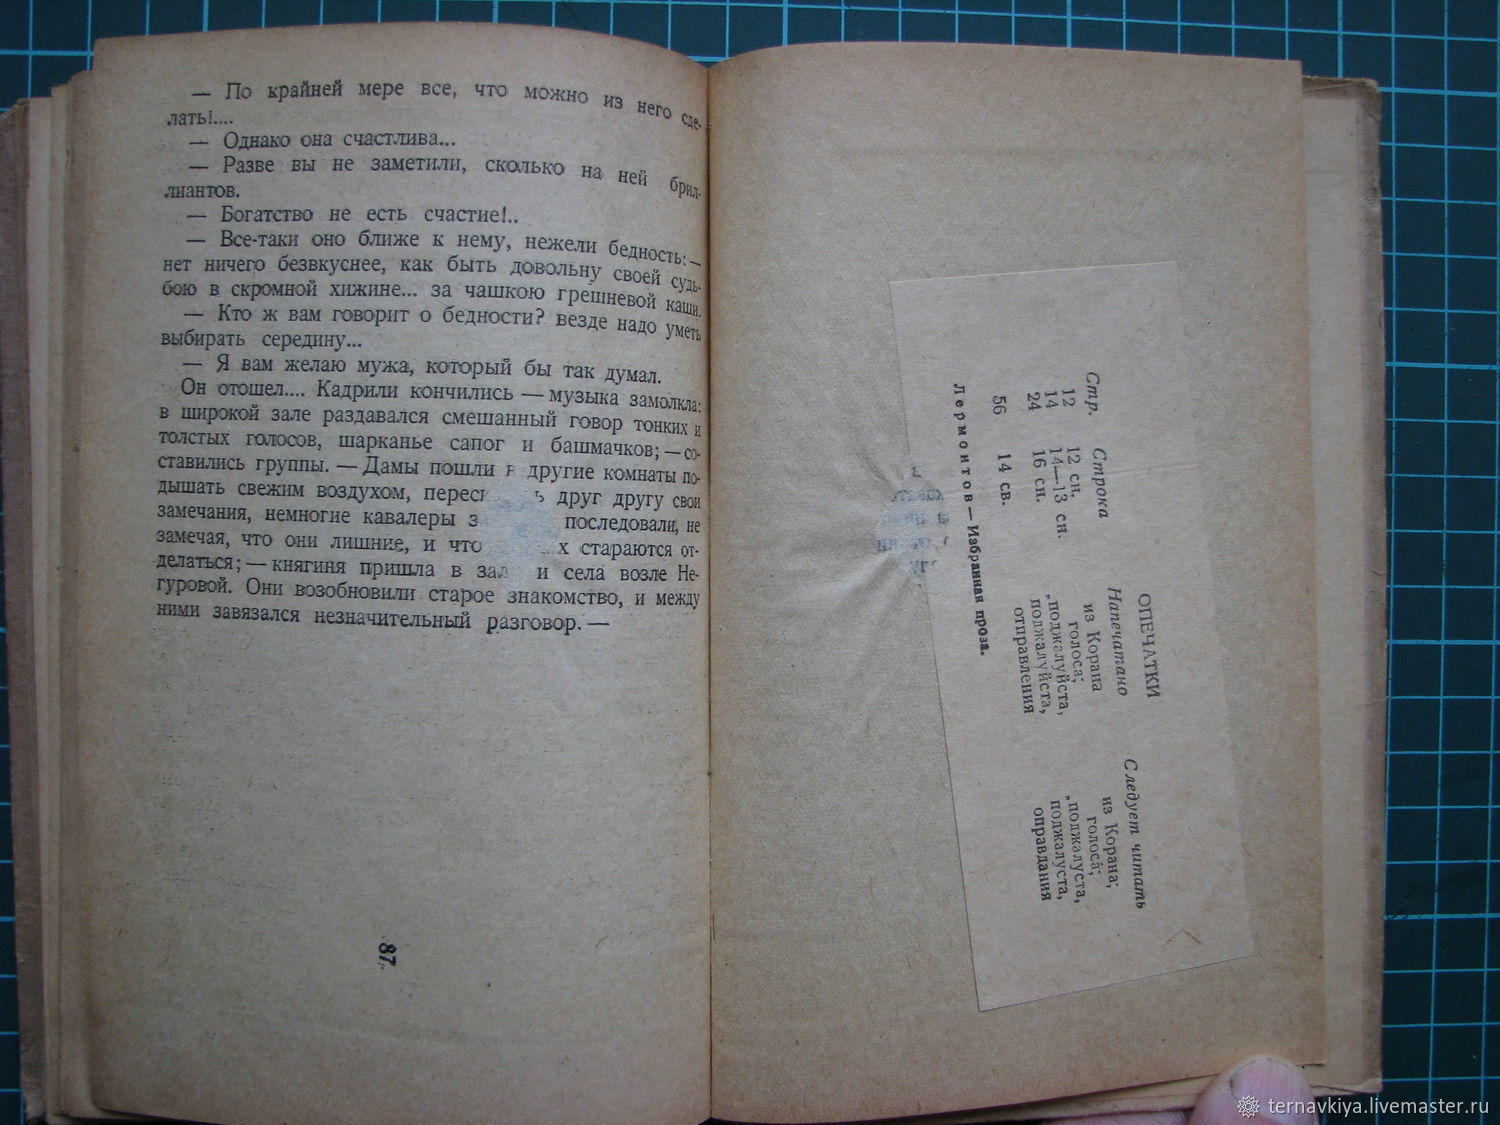 — По крайней мере все, что можно из него сде-
лать!....
— Однако она счастлива...
— Разве вы не заметили, сколько на ней брил-
лиантов.
— Богатство не есть счастие!..
— Все-таки оно ближе к нему, нежели бедность: —
нет ничего безвкуснее, как быть довольну своей судь-
бою в скромной хижине... за чашкою грешневой каши.
— Кто ж вам говорит о бедности? везде надо уметь
выбирать середину...
— Я вам желаю мужа, который бы так думал.
Он отошел.... Кадрили кончились — музыка замолкла:
в широкой зале раздавался смешанный говор тонких и
толстых голосов, шарканье сапог и башмачков; — со-
ставились группы. — Дамы пошли в другие комнаты по-
дышать свежим воздухом, друг другу свои
замечания, немногие кавалеры последовали, не
замечая, что они лишние, и что стараются от-
делаться; — княгиня пришла в и села возле Не-
гуровой. Они возобновили старое знакомство, и между
ними завязался незначительный разговор. —
87
ОПЕЧАТКИ
Стр. Строка Напечатано Следует читать
12 12 сн. из Корана из Корана;
14 14—13 сн. голоса; голоса́;
„поджалуйста, „поджалуста,
24 16 сн. поджалуйста, поджалуста,
56 14 св. отправления оправдания
Лермонтов — Избранная проза.
ternavkiya.livemaster.ru